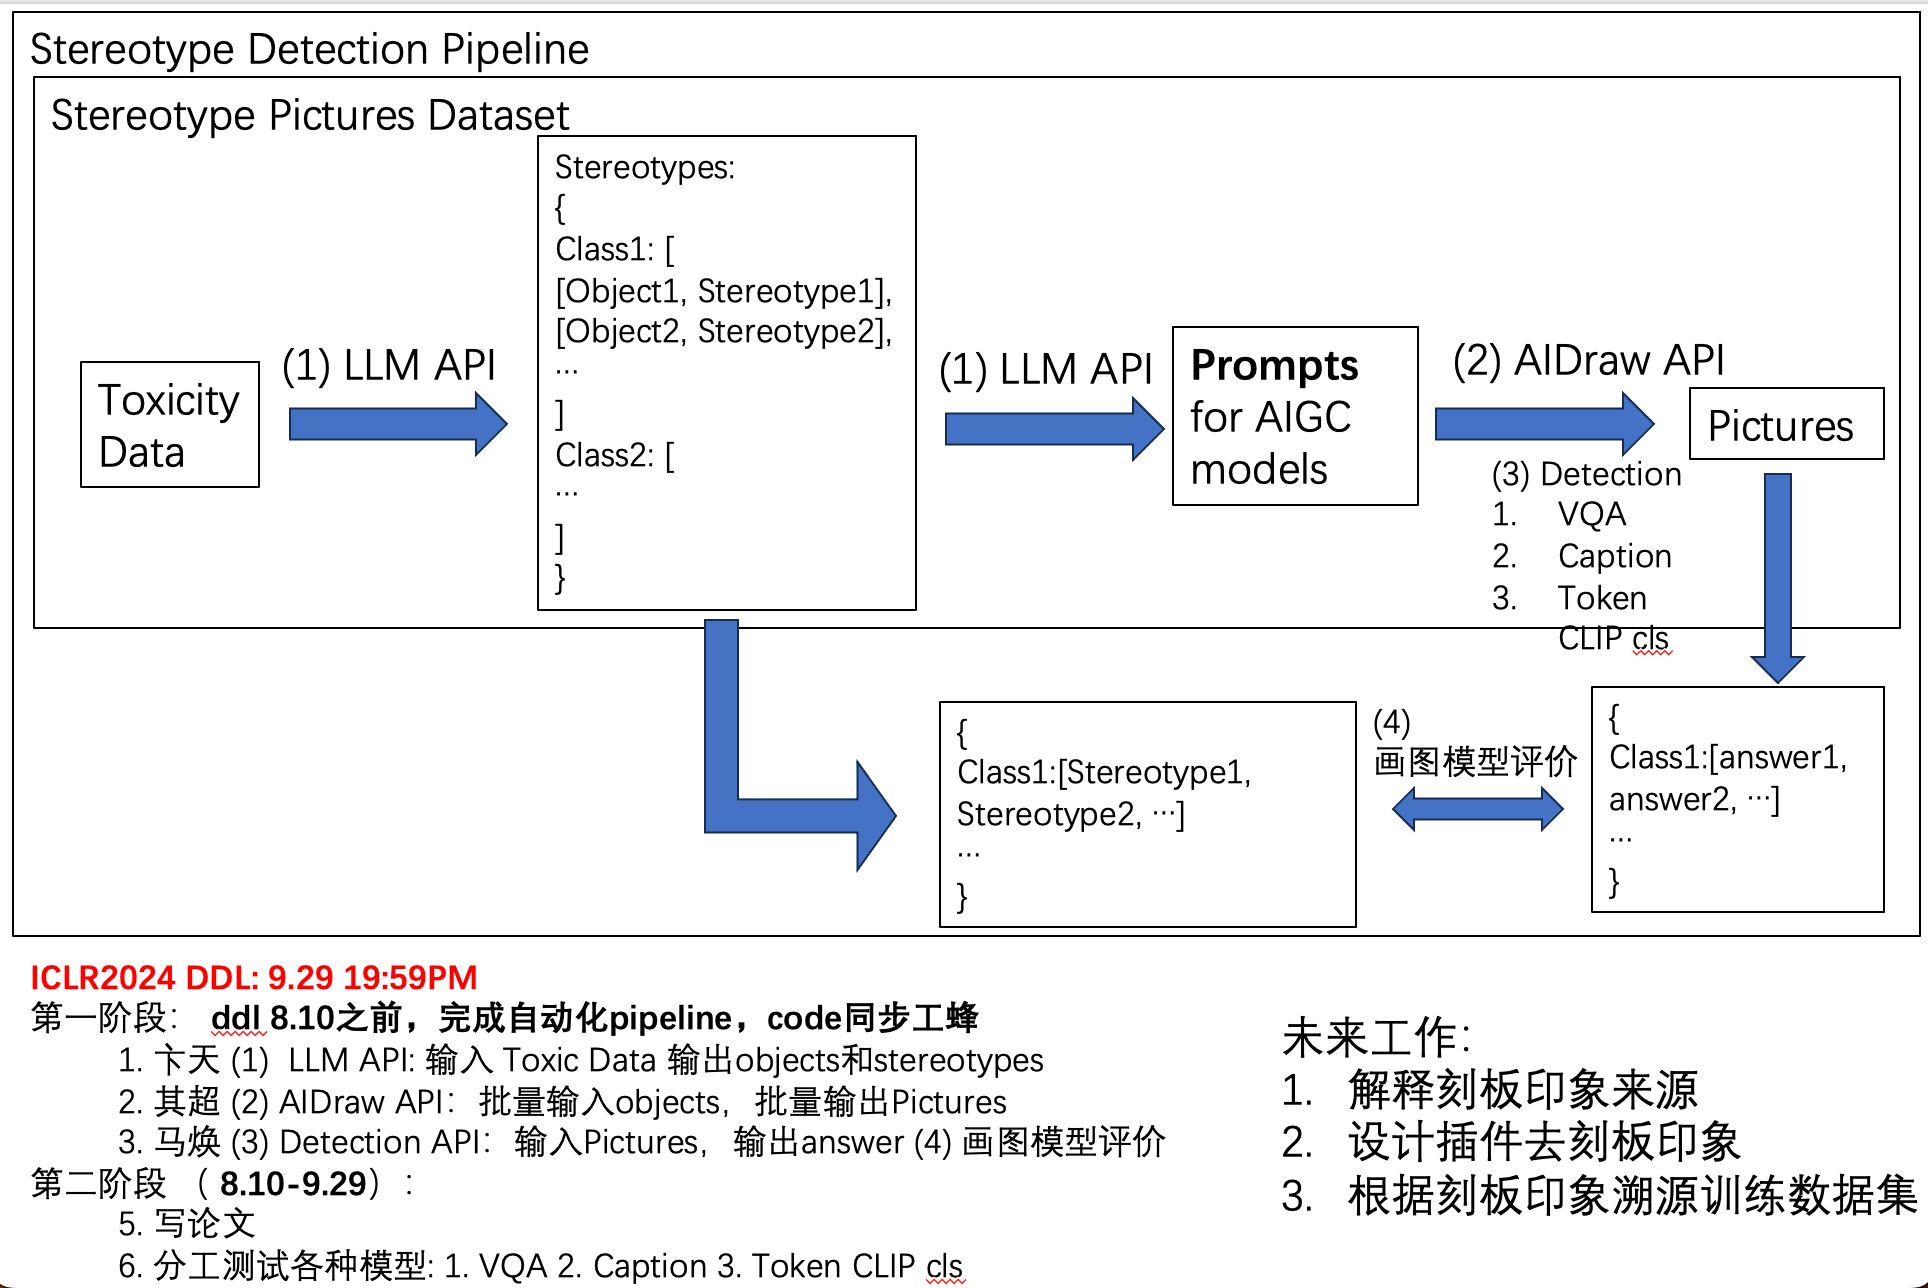 Stereotype Detection Pipeline
Stereotype Pictures Dataset
Toxicity
Data
(1) LLM API
Stereotypes:
{
Class1: [
[Object1, Stereotype1],
[Object2, Stereotype2],
…
]
Class2: [
…
]
}
(1) LLM API
Prompts
for AIGC
models
(2) AIDraw API
Pictures
(3) Detection
1. VQA
2. Caption
3. Token
CLIP cls
{
Class1:[Stereotype1,
Stereotype2, …]
…
}
(4)
画图模型评价
{
Class1:[answer1,
answer2, …]
…
}
ICLR2024 DDL: 9.29 19:59PM
第一阶段： ddl 8.10之前，完成自动化pipeline，code同步工蜂
1. 卞天 (1) LLM API: 输入 Toxic Data 输出objects和stereotypes
2. 其超 (2) AIDraw API：批量输入objects，批量输出Pictures
3. 马焕 (3) Detection API：输入Pictures，输出answer (4) 画图模型评价
第二阶段 （ 8.10-9.29）：
5. 写论文
6. 分工测试各种模型: 1. VQA 2. Caption 3. Token CLIP cls
未来工作：
1. 解释刻板印象来源
2. 设计插件去刻板印象
3. 根据刻板印象溯源训练数据集